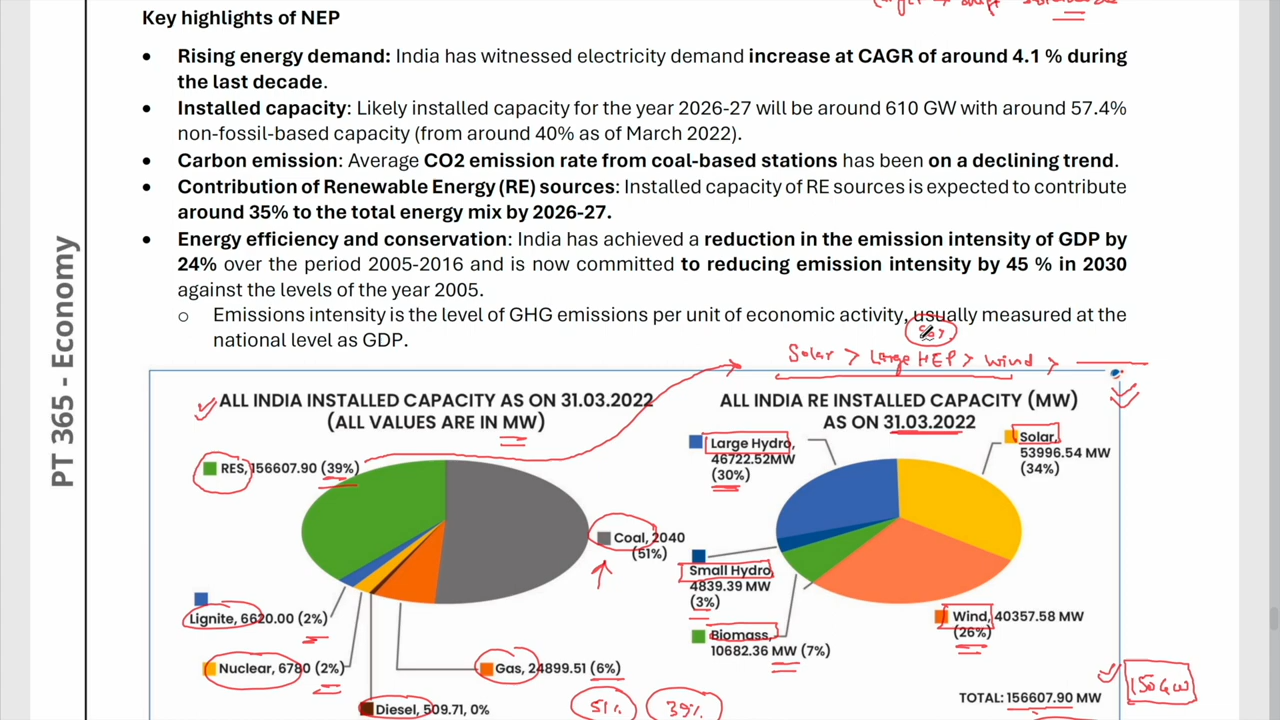 Key highlights of NEP
• Rising energy demand: India has witnessed electricity demand increase at CAGR of around 4.1 % during
the last decade.
• Installed capacity: Likely installed capacity for the year 2026-27 will be around 610 GW with around 57.4%
non-fossil-based capacity (from around 40% as of March 2022).
• Carbon emission: Average CO2 emission rate from coal-based stations has been on a declining trend.
• Contribution of Renewable Energy (RE) sources: Installed capacity of RE sources is expected to contribute
around 35% to the total energy mix by 2026-27.
• Energy efficiency and conservation: India has achieved a reduction in the emission intensity of GDP by
24% over the period 2005-2016 and is now committed to reducing emission intensity by 45 % in 2030
against the levels of the year 2005.
o Emissions intensity is the level of GHG emissions per unit of economic activity, usually measured at the
national level as GDP.
Solar > Large HEP > Wind >
ALL INDIA INSTALLED CAPACITY AS ON 31.03.2022
(ALL VALUES ARE IN MW)
RES, 156607.90 (39%)
Coal, 2040
(51%)
Lignite, 6620.00 (2%)
Nuclear, 6780 (2%)
Gas, 24899.51 (6%)
Diesel, 509.71, 0%
51% 39%
ALL INDIA RE INSTALLED CAPACITY (MW)
AS ON 31.03.2022
Large Hydro,
46722.52MW
(30%)
Solar,
53996.54 MW
(34%)
Small Hydro
4839.39 MW
(3%)
Biomass,
10682.36 MW (7%)
Wind, 40357.58 MW
(26%)
TOTAL: 156607.90 MW
150GW
PT 365 - Economy